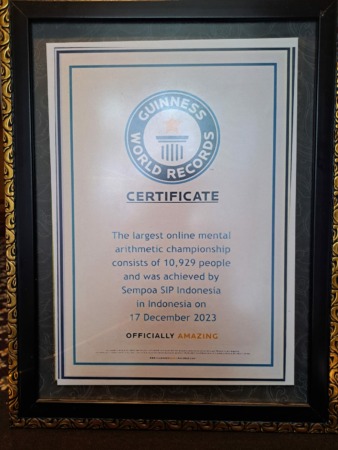 GUINNESS
WORLD RECORDS
CERTIFICATE
The largest online mental
arithmetic championship
consists of 10,929 people
and was achieved by
Sempoa SIP Indonesia
in Indonesia on
17 December 2023
OFFICIALLY AMAZING